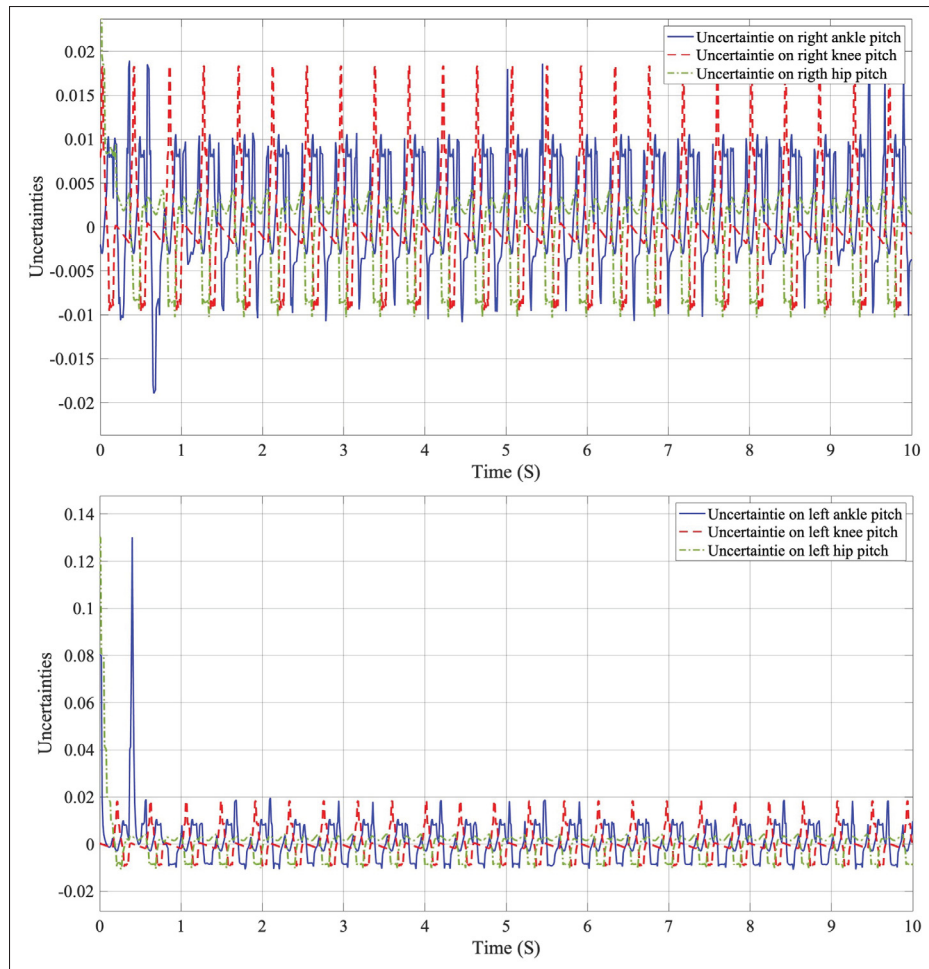 Uncertaintie on right ankle pitch
Uncertaintie on right knee pitch
Uncertaintie on rigth hip pitch
0.02
0.015
0.01
0.005
0
-0.005
-0.01
-0.015
-0.02
Uncertainties
0 1 2 3 4 5 6 7 8 9 10
Time (S)
Uncertaintie on left ankle pitch
Uncertaintie on left knee pitch
Uncertaintie on left hip pitch
0.14
0.12
0.1
0.08
0.06
0.04
0.02
0
-0.02
Uncertainties
0 1 2 3 4 5 6 7 8 9 10
Time (S)